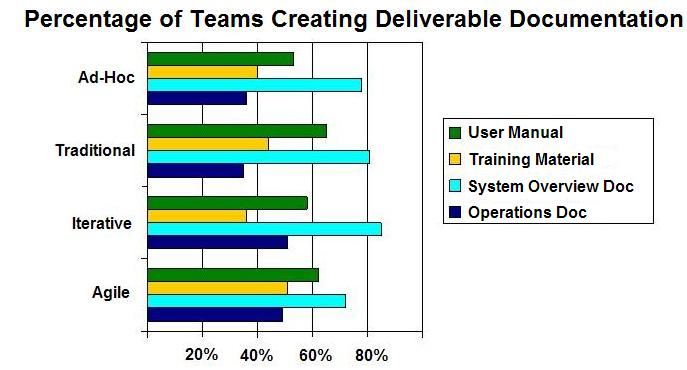 Percentage of Teams Creating Deliverable Documentation
Ad-Hoc
Traditional
Iterative
Agile
20% 40% 60% 80%
User Manual
Training Material
System Overview Doc
Operations Doc